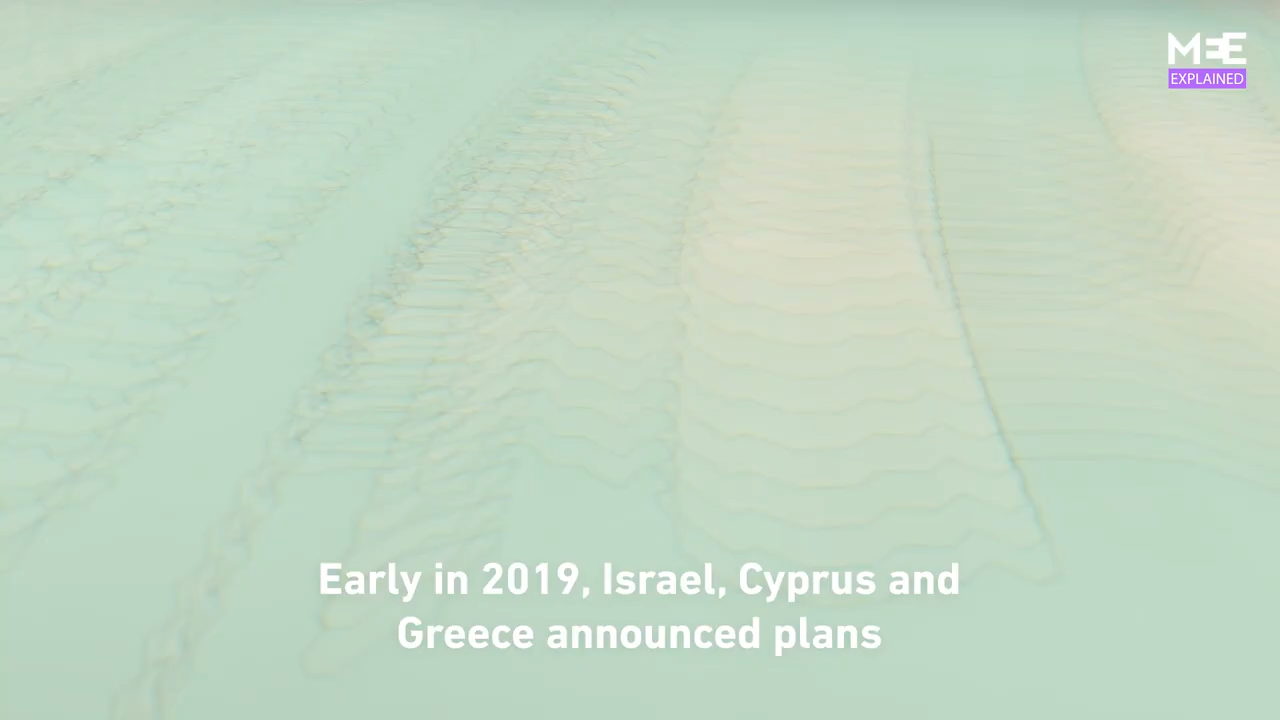 MEE
EXPLAINED
Early in 2019, Israel, Cyprus and
Greece announced plans